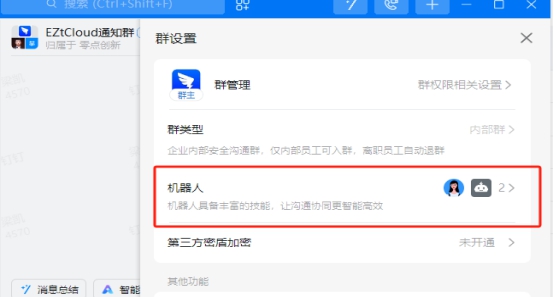 搜索 (Ctrl+Shift+F)
EZtCloud通知群
归属于 零点创新
群设置
群主
群管理
群权限相关设置
群类型
内部群
企业内部安全沟通群，仅内部员工可入群，离职员工自动退群
机器人
2
机器人具备丰富的技能，让沟通协同更智能高效
第三方密盾加密
未开通
其他功能
消息总结
智能